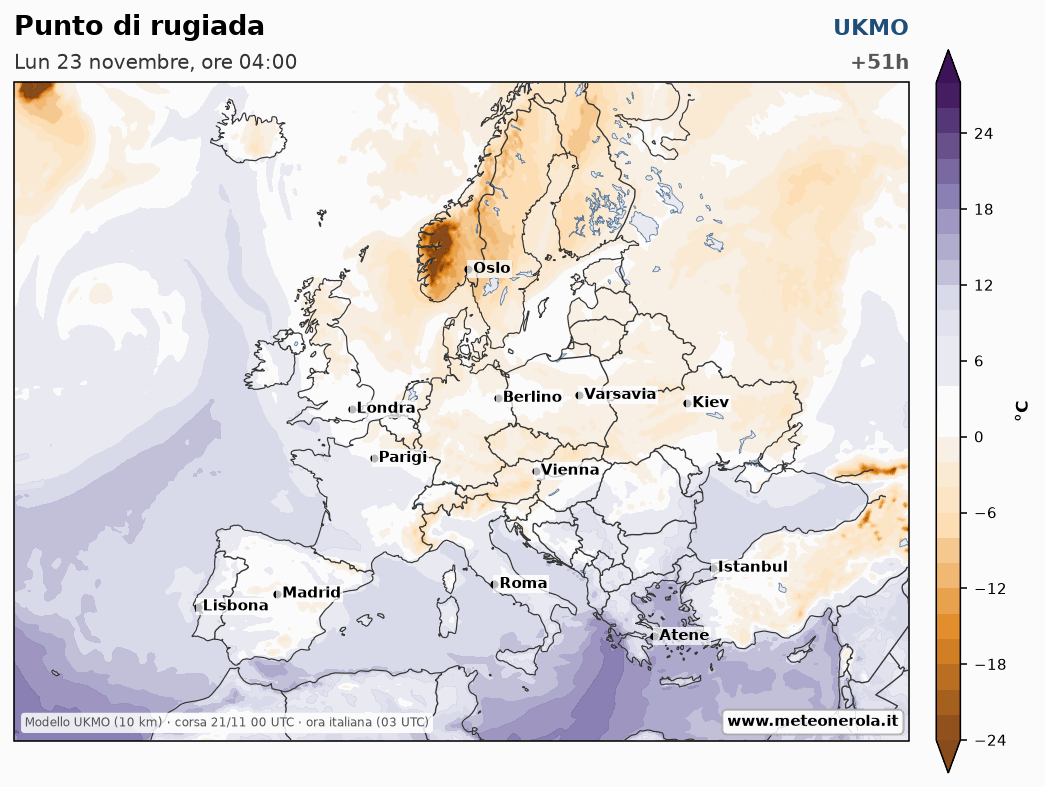 Punto di rugiada
UKMO
Lun 23 novembre, ore 04:00
+51h
Oslo
Londra
Berlino
Varsavia
Kiev
Parigi
Vienna
Istanbul
Roma
Madrid
Lisbona
Atene
Modello UKMO (10 km) · corsa 21/11 00 UTC · ora italiana (03 UTC)
www.meteonerola.it
24
18
12
6
0
−6
−12
−18
−24
°C